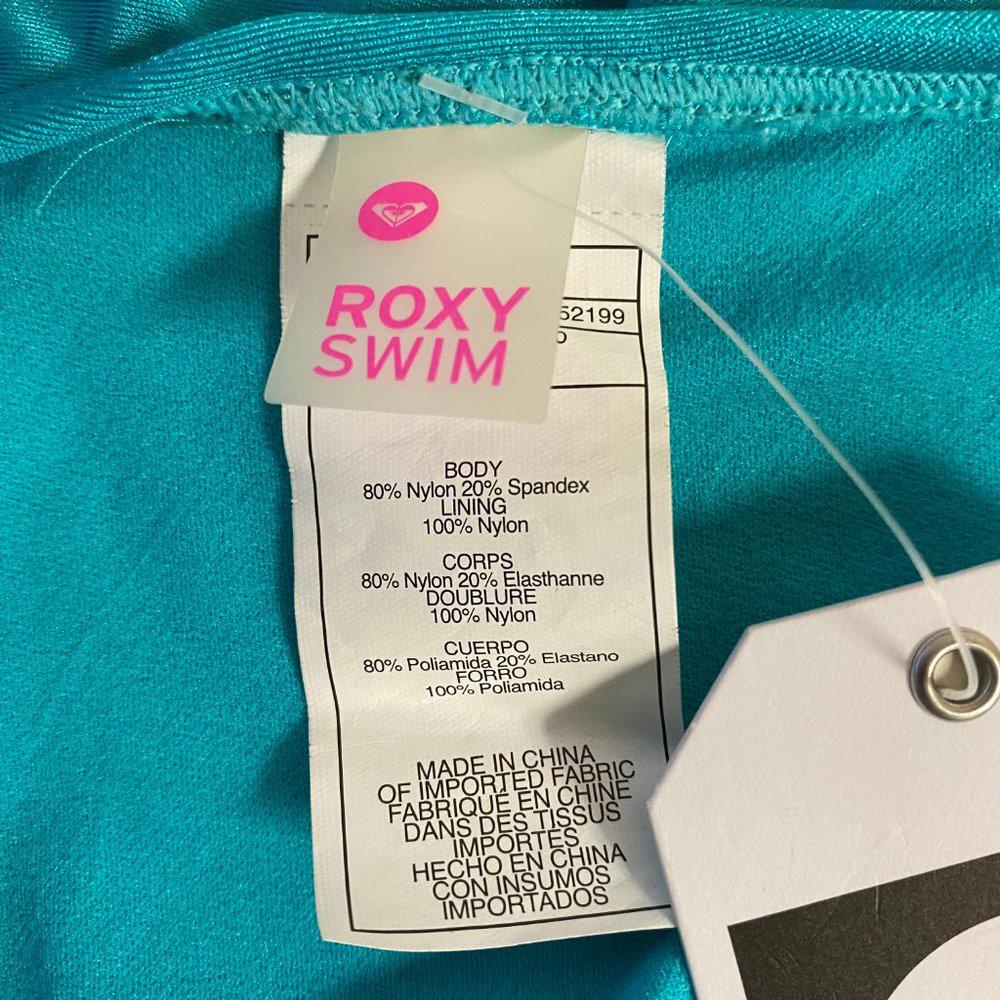 ROXY
SWIM
52199
BODY
80% Nylon 20% Spandex
LINING
100% Nylon
CORPS
80% Nylon 20% Elasthanne
DOUBLURE
100% Nylon
CUERPO
80% Poliamida 20% Elastano
FORRO
100% Poliamida
MADE IN CHINA
OF IMPORTED FABRIC
FABRIQUÉ EN CHINE
DANS DES TISSUS
IMPORTES
HECHO EN CHINA
CON INSUMOS
IMPORTADOS